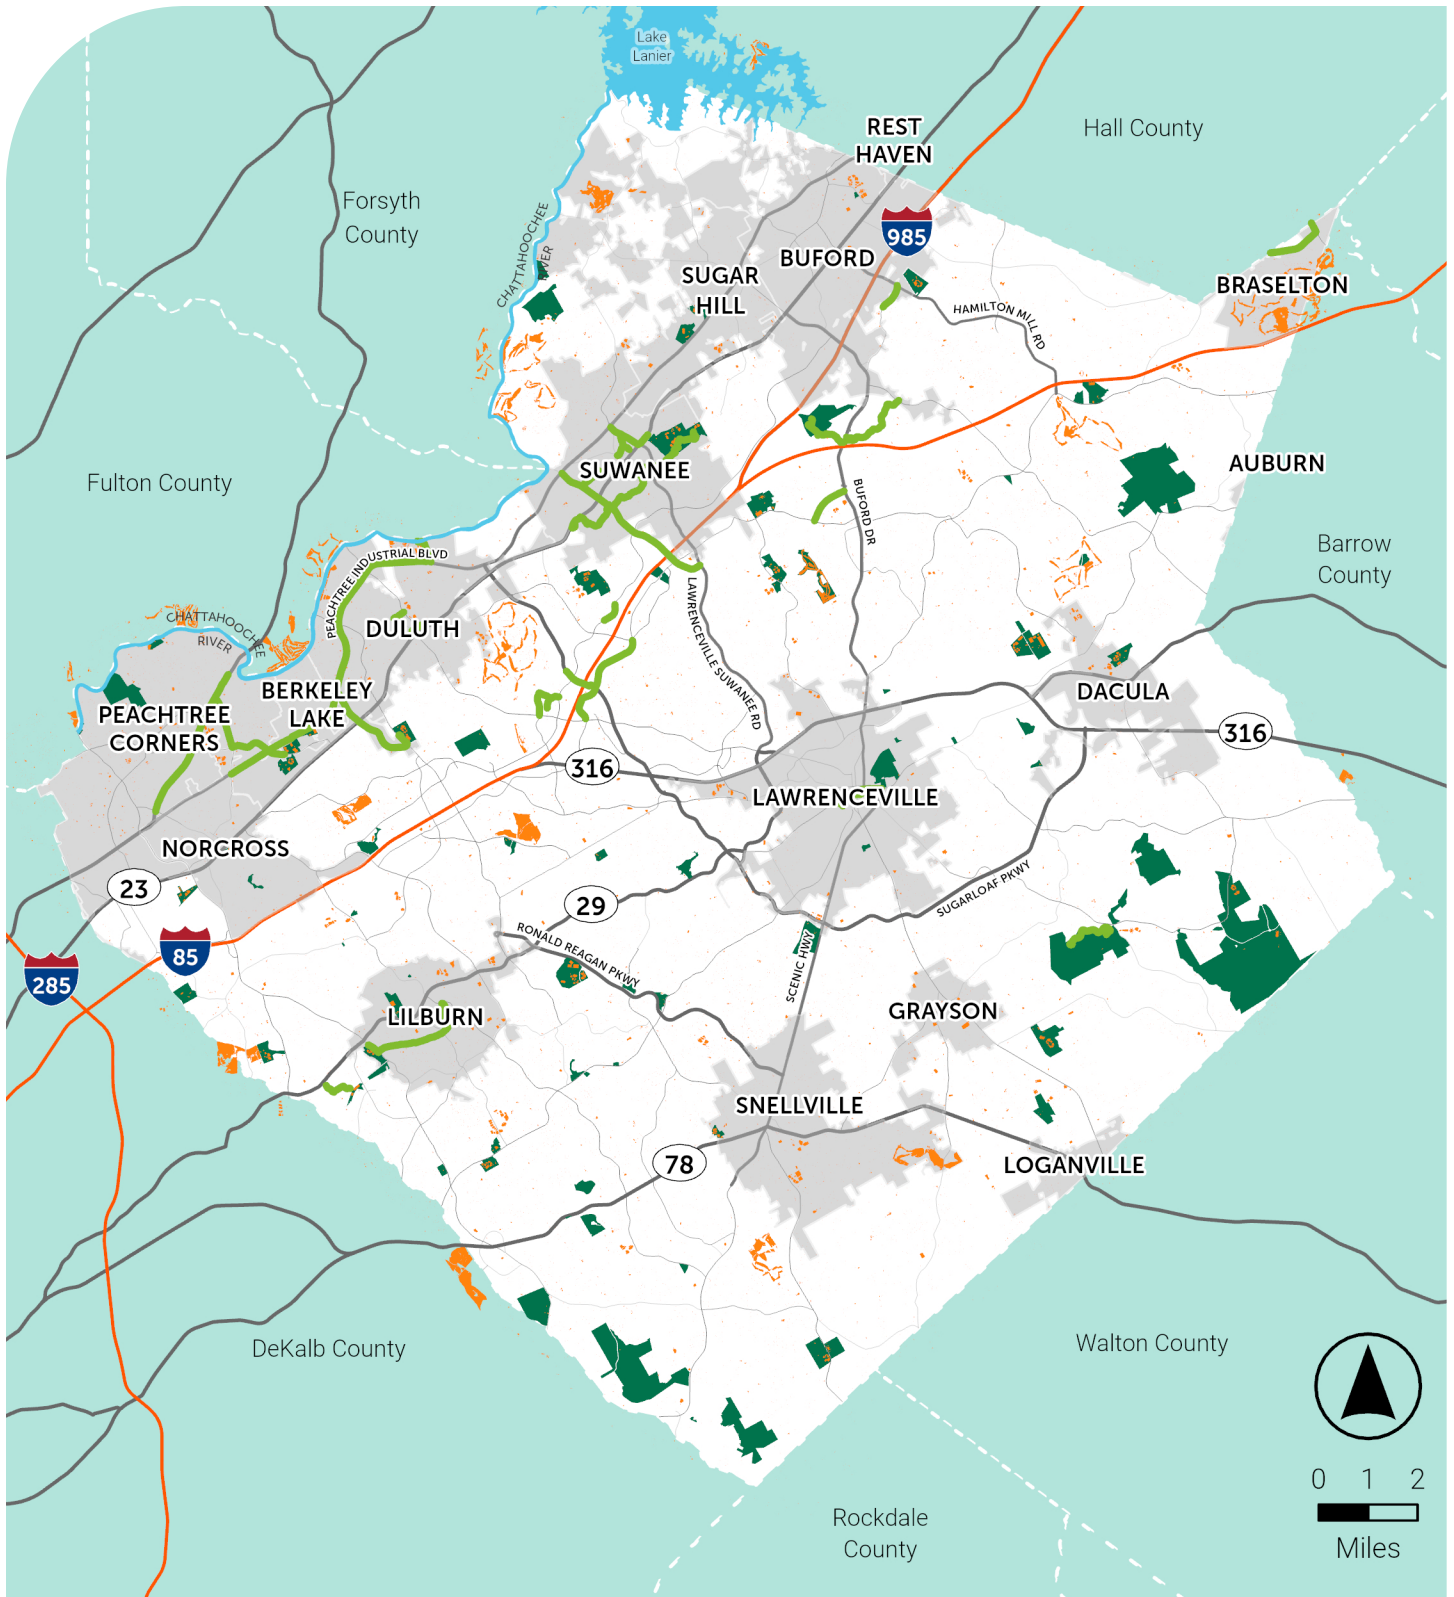 Lake
Lanier
REST
HAVEN
Hall County
Forsyth
County
CHATTAHOOCHEE
RIVER
985
BUFORD
SUGAR
HILL
BRASELTON
HAMILTON MILL RD
SUWANEE
AUBURN
Fulton County
BUFORD DR
Barrow
County
PEACHTREE INDUSTRIAL BLVD
CHATTAHOOCHEE
RIVER
DULUTH
LAWRENCEVILLE SUWANEE RD
BERKELEY
LAKE
DACULA
PEACHTREE
CORNERS
316
316
LAWRENCEVILLE
NORCROSS
23
29
SUGARLOAF PKWY
RONALD REAGAN PKWY
85
285
SCENIC HWY
LILBURN
GRAYSON
SNELLVILLE
78
LOGANVILLE
DeKalb County
Walton County
0 1 2
Miles
Rockdale
County